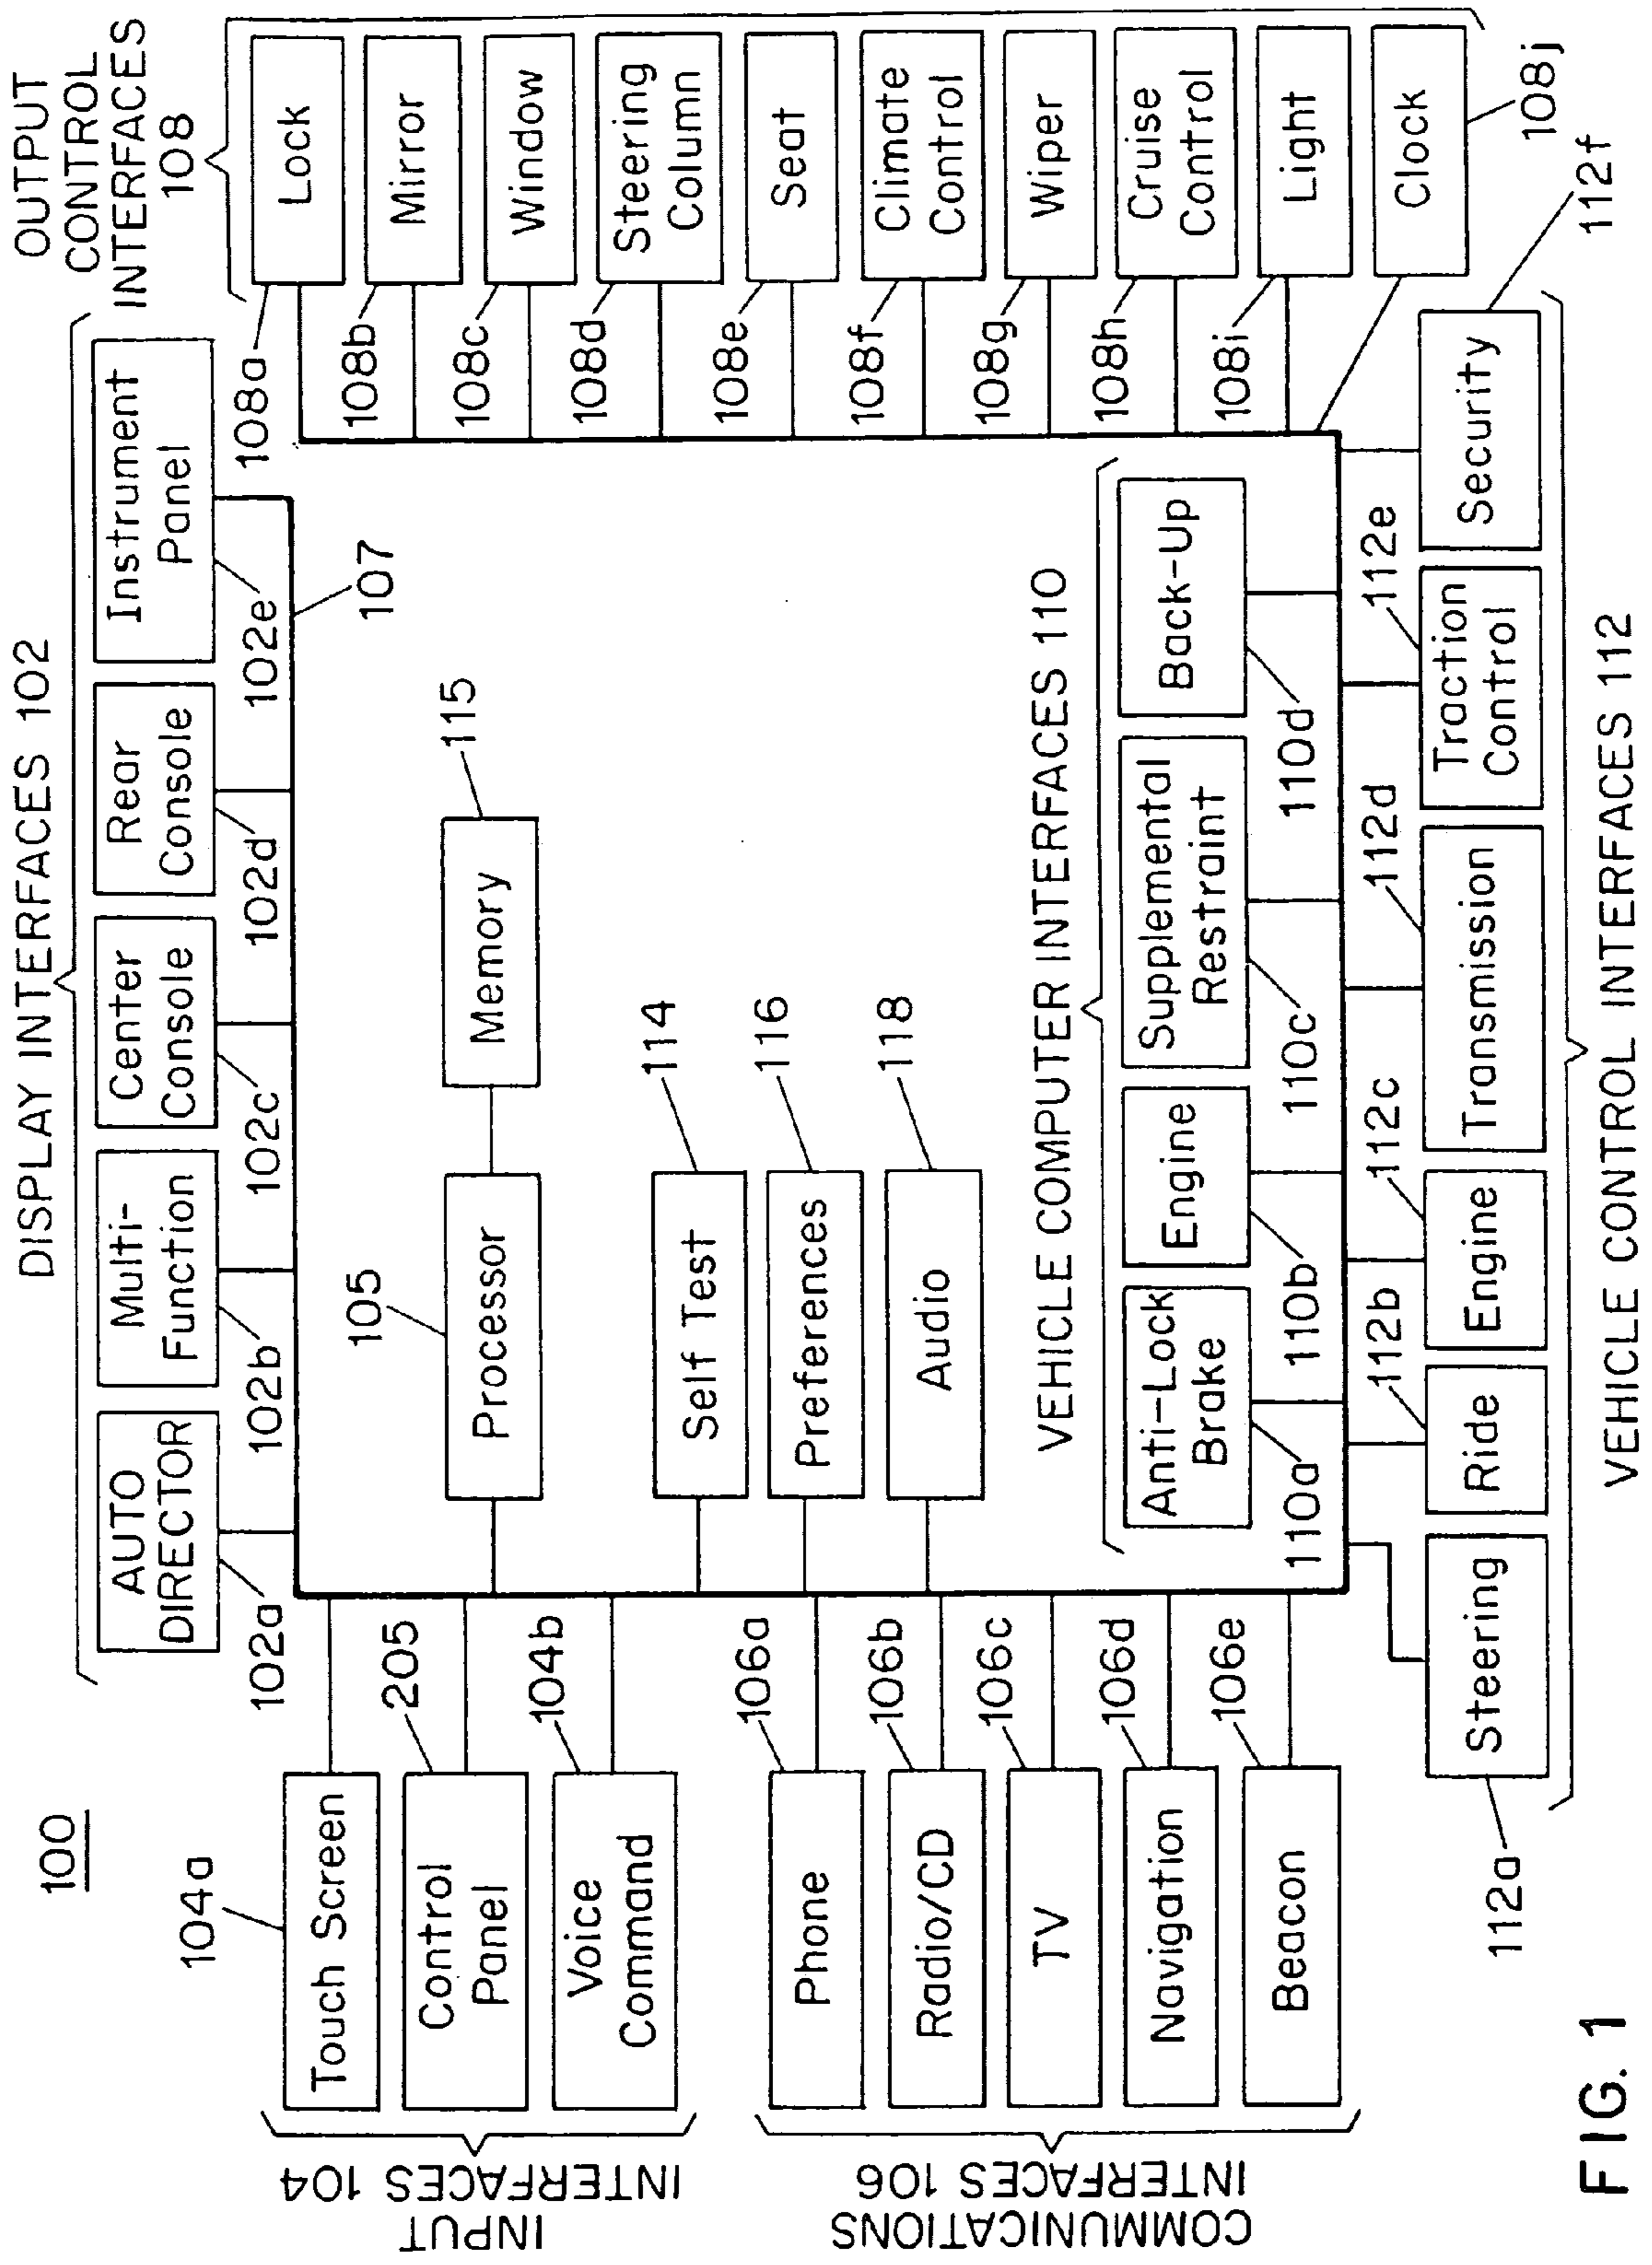 100
DISPLAY INTERFACES 102
AUTO
DIRECTOR
102a
Multi-
Function
102b
Center
Console
102c
Rear
Console
102d
Instrument
Panel
102e
107
OUTPUT
CONTROL
INTERFACES
108
Lock
108a
Mirror
108b
Window
108c
Steering
Column
108d
Seat
108e
Climate
Control
108f
Wiper
108g
Cruise
Control
108h
Light
108i
Clock
108j
INPUT
INTERFACES 104
104a
Touch Screen
Control
Panel
205
Voice
Command
104b
COMMUNICATIONS
INTERFACES 106
Phone
106a
Radio/CD
106b
TV
106c
Navigation
106d
Beacon
106e
105
Processor
Memory
115
Self Test
114
Preferences
116
Audio
118
VEHICLE COMPUTER INTERFACES 110
Anti-Lock
Brake
110a
Engine
110b
Supplemental
Restraint
110c
Back-Up
110d
Steering
112a
Ride
112b
Engine
112c
Transmission
112d
Traction
Control
112e
Security
112f
VEHICLE CONTROL INTERFACES 112
FIG. 1